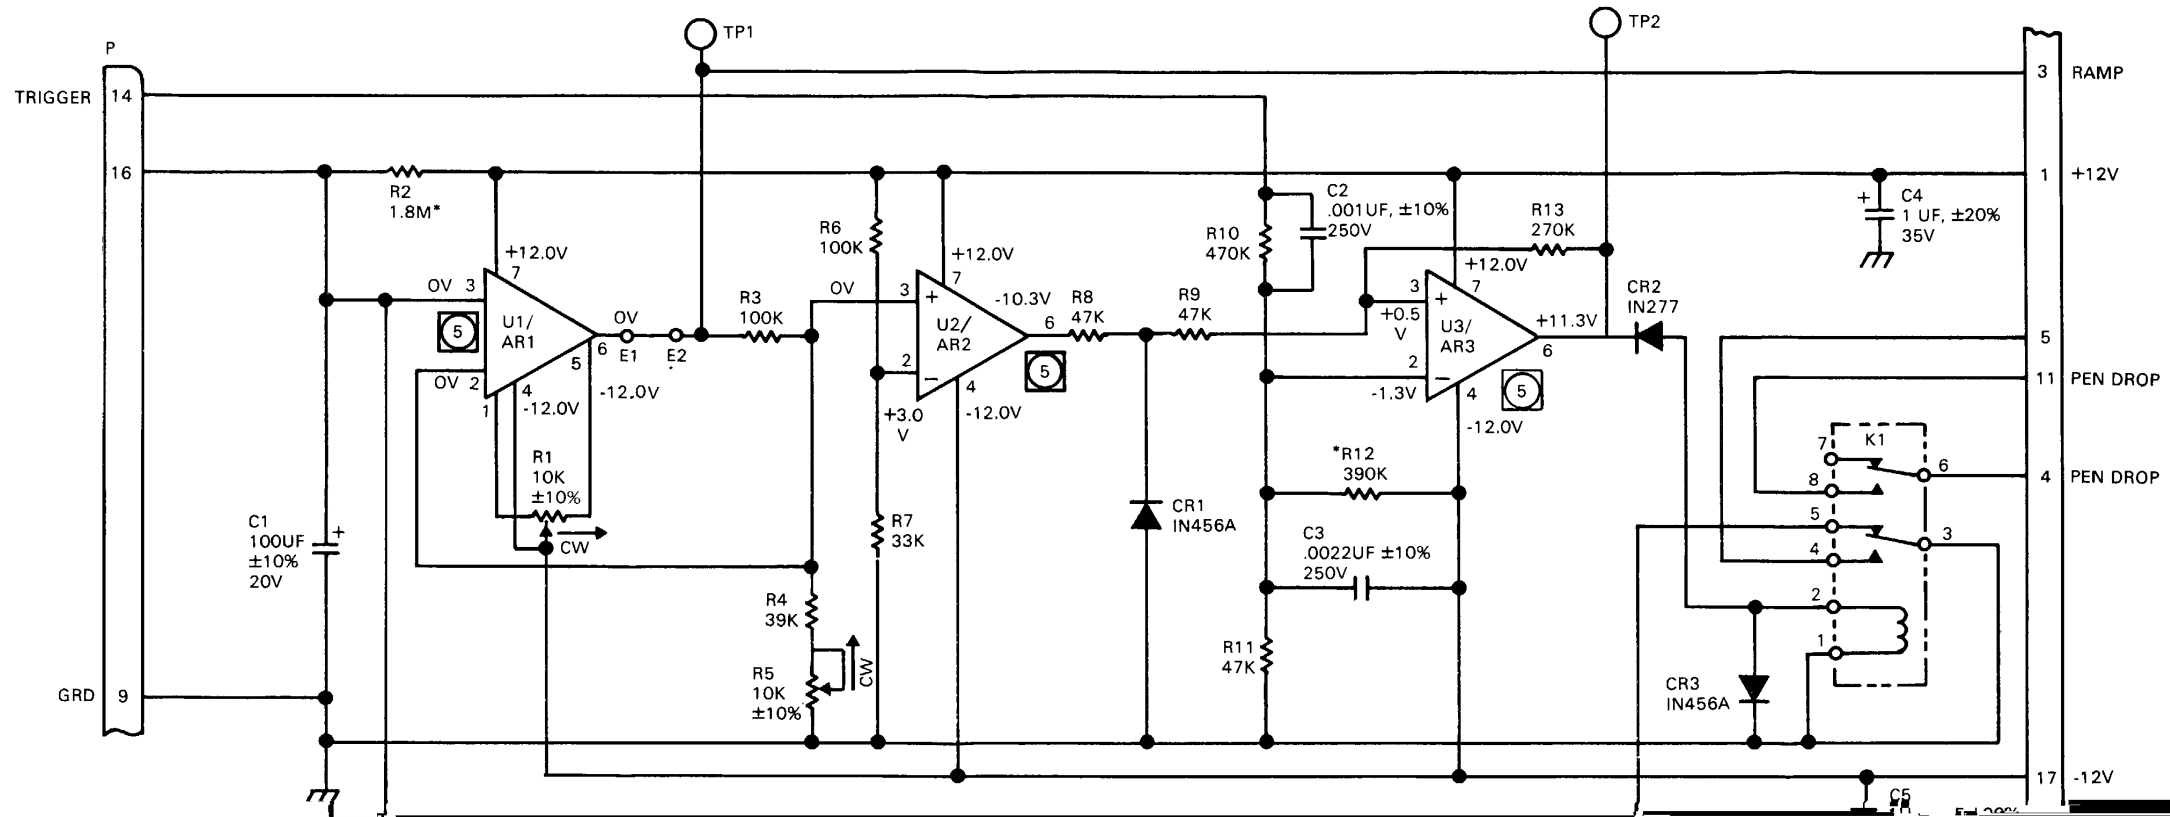 P
TP1
TP2
TRIGGER 14
3 RAMP
16
1 +12V
R2
1.8M*
C2
.001UF, ±10%
250V
R13
270K
C4
+ 1 UF, ±20%
35V
R6
100K
R10
470K
+12.0V
7
+12.0V
7
+12.0V
7
CR2
IN277
OV 3
U1/
AR1
5
OV
6
E1
E2
R3
100K
OV 3
+
U2/
AR2
-10.3V
6
R8
47K
R9
47K
3
+
+0.5
V
U3/
AR3
+11.3V
6
5
OV 2
5
-12.0V
2
−
4
-12.0V
5
2
−
-1.3V
4
-12.0V
5
11 PEN DROP
1
4
-12.0V
+3.0
V
K1
7
6
4 PEN DROP
8
R1
10K
±10%
CW
*R12
390K
5
3
4
C1
100UF
±10%
20V
+
R7
33K
CR1
IN456A
C3
.0022UF ±10%
250V
R4
39K
2
1
R5
10K
±10%
CW
R11
47K
CR3
IN456A
GRD 9
17 -12V
C5